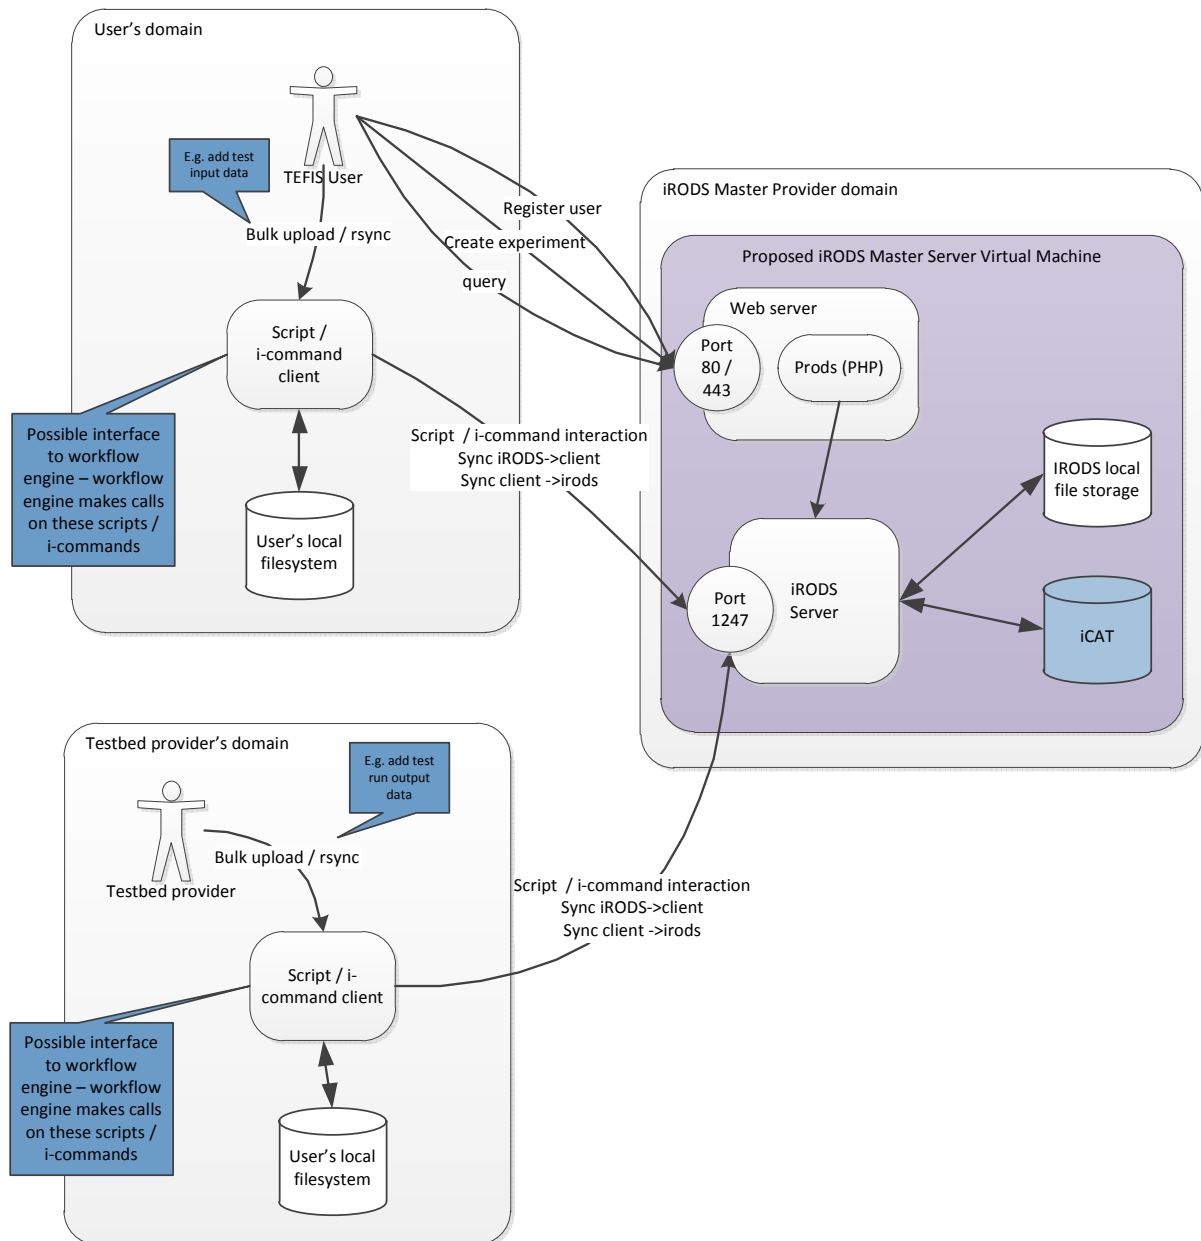 User's domain
E.g. add test
input data
TEFIS User
Bulk upload / rsync
Register user
Create experiment
query
Script /
i-command
client
Possible interface
to workflow
engine – workflow
engine makes calls
on these scripts /
i-commands
User's local
filesystem
Script  / i-command interaction
Sync iRODS->client
Sync client ->irods
iRODS Master Provider domain
Proposed iRODS Master Server Virtual Machine
Web server
Port
80 /
443
Prods (PHP)
IRODS local
file storage
Port
1247
iRODS
Server
iCAT
Testbed provider's domain
E.g. add test
run output
data
Testbed provider
Bulk upload / rsync
Script / i-
command client
Possible interface
to workflow
engine – workflow
engine makes calls
on these scripts /
i-commands
User's local
filesystem
Script  / i-command interaction
Sync iRODS->client
Sync client ->irods